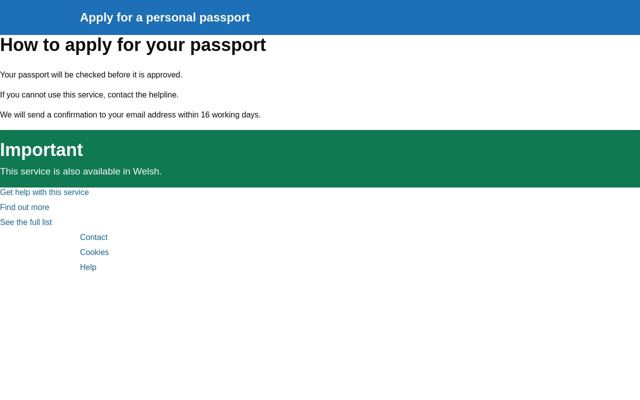 Apply for a personal passport
How to apply for your passport
Your passport will be checked before it is approved.
If you cannot use this service, contact the helpline.
We will send a confirmation to your email address within 16 working days.
Important
This service is also available in Welsh.
Get help with this service
Find out more
See the full list
Contact
Cookies
Help